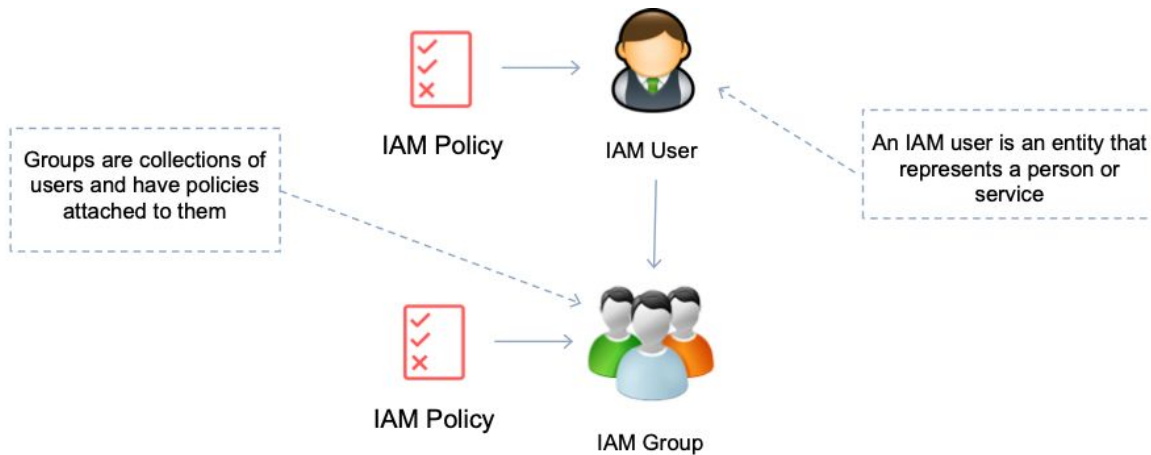 IAM Policy
IAM User
Groups are collections of
users and have policies
attached to them
An IAM user is an entity that
represents a person or
service
IAM Policy
IAM Group